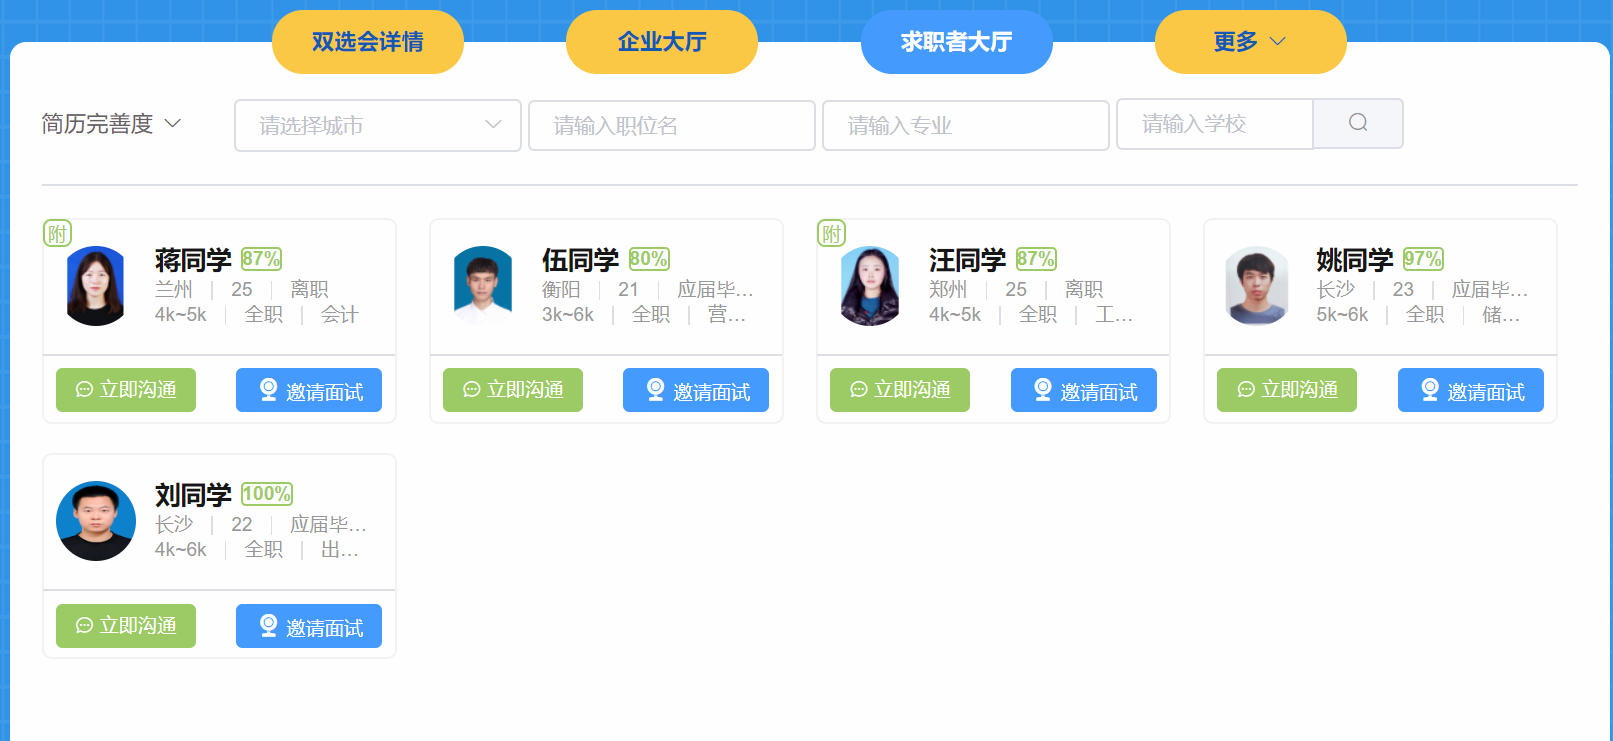 双选会详情 企业大厅 求职者大厅 更多
简历完善度 请选择城市 请输入职位名 请输入专业 请输入学校
附
蒋同学 87%
兰州 25 离职
4k~5k 全职 会计
立即沟通 邀请面试
伍同学 80%
衡阳 21 应届毕...
3k~6k 全职 营...
立即沟通 邀请面试
附
汪同学 87%
郑州 25 离职
4k~5k 全职 工...
立即沟通 邀请面试
姚同学 97%
长沙 23 应届毕...
5k~6k 全职 储...
立即沟通 邀请面试
刘同学 100%
长沙 22 应届毕...
4k~6k 全职 出...
立即沟通 邀请面试